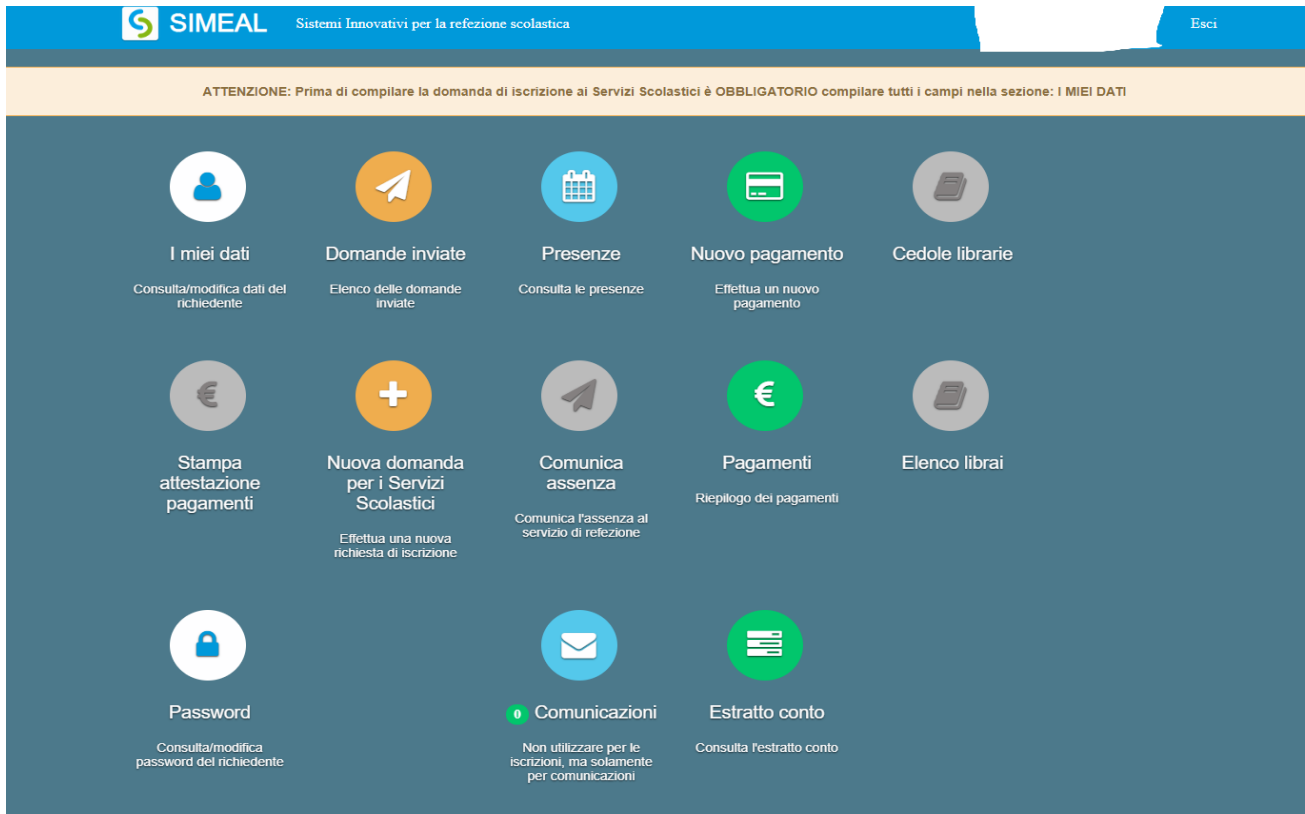 SIMEAL Sistemi Innovativi per la refezione scolastica Esci
ATTENZIONE: Prima di compilare la domanda di iscrizione ai Servizi Scolastici è OBBLIGATORIO compilare tutti i campi nella sezione: I MIEI DATI
I miei dati
Consulta/modifica dati del
richiedente
Domande inviate
Elenco delle domande
inviate
Presenze
Consulta le presenze
Nuovo pagamento
Effettua un nuovo
pagamento
Cedole librarie
Stampa
attestazione
pagamenti
Nuova domanda
per i Servizi
Scolastici
Effettua una nuova
richiesta di iscrizione
Comunica
assenza
Comunica l'assenza al
servizio di refezione
Pagamenti
Riepilogo dei pagamenti
Elenco librai
Password
Consulta/modifica
password del richiedente
0 Comunicazioni
Non utilizzare per le
iscrizioni, ma solamente
per comunicazioni
Estratto conto
Consulta l'estratto conto